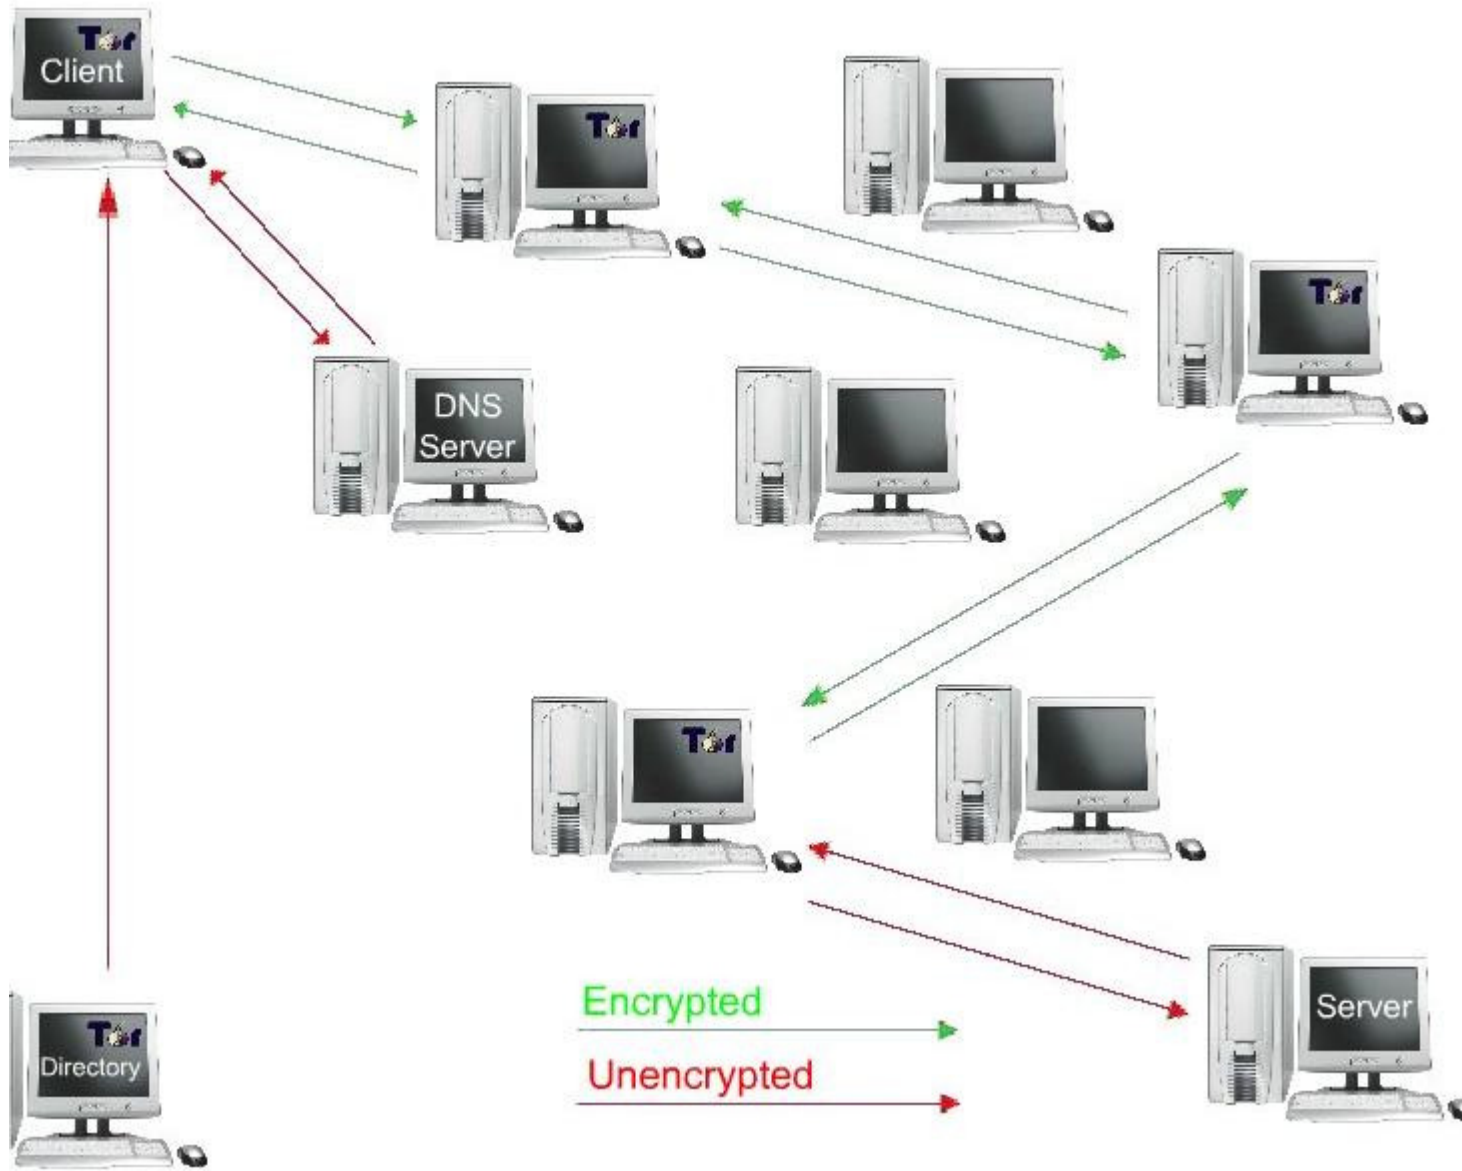 Tor
Client
Tor
Tor
DNS
Server
Tor
Encrypted
Server
Tor
Directory
Unencrypted